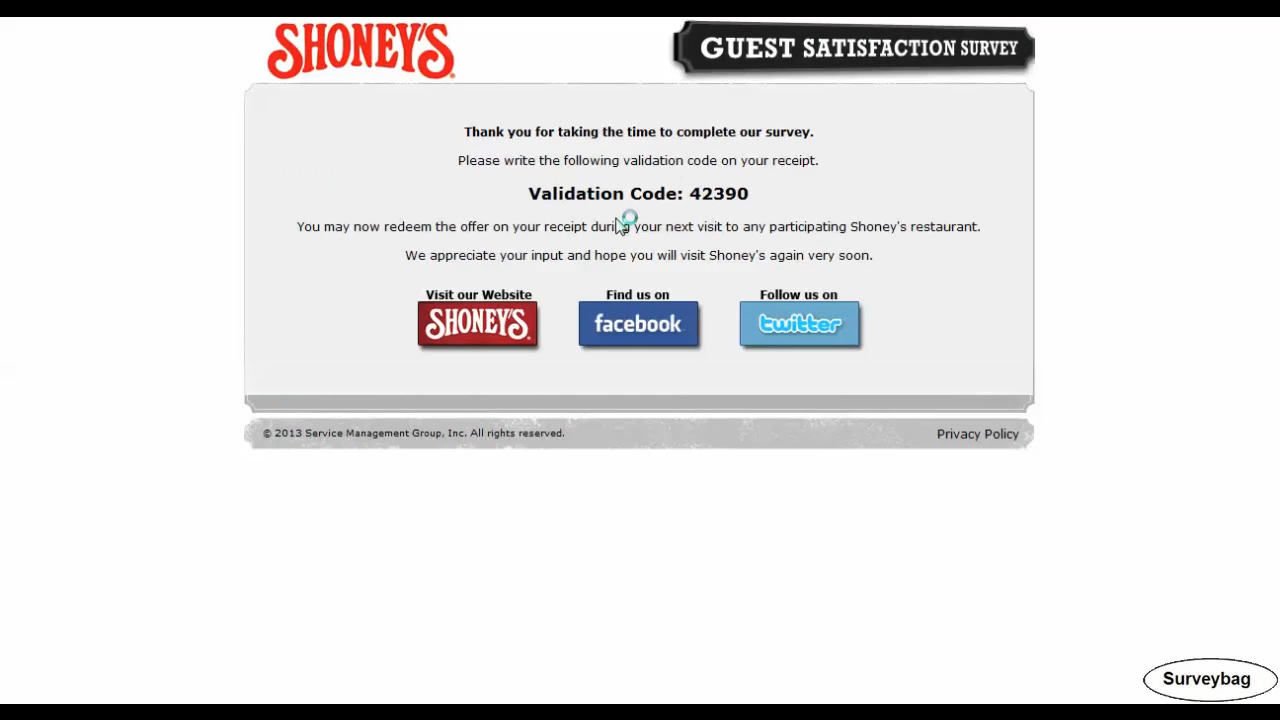 SHONEY'S
GUEST SATISFACTION SURVEY
Thank you for taking the time to complete our survey.
Please write the following validation code on your receipt.
Validation Code: 42390
You may now redeem the offer on your receipt during your next visit to any participating Shoney's restaurant.
We appreciate your input and hope you will visit Shoney's again very soon.
Visit our Website Find us on Follow us on
SHONEY'S. facebook twitter
© 2013 Service Management Group, Inc. All rights reserved. Privacy Policy
Surveybag